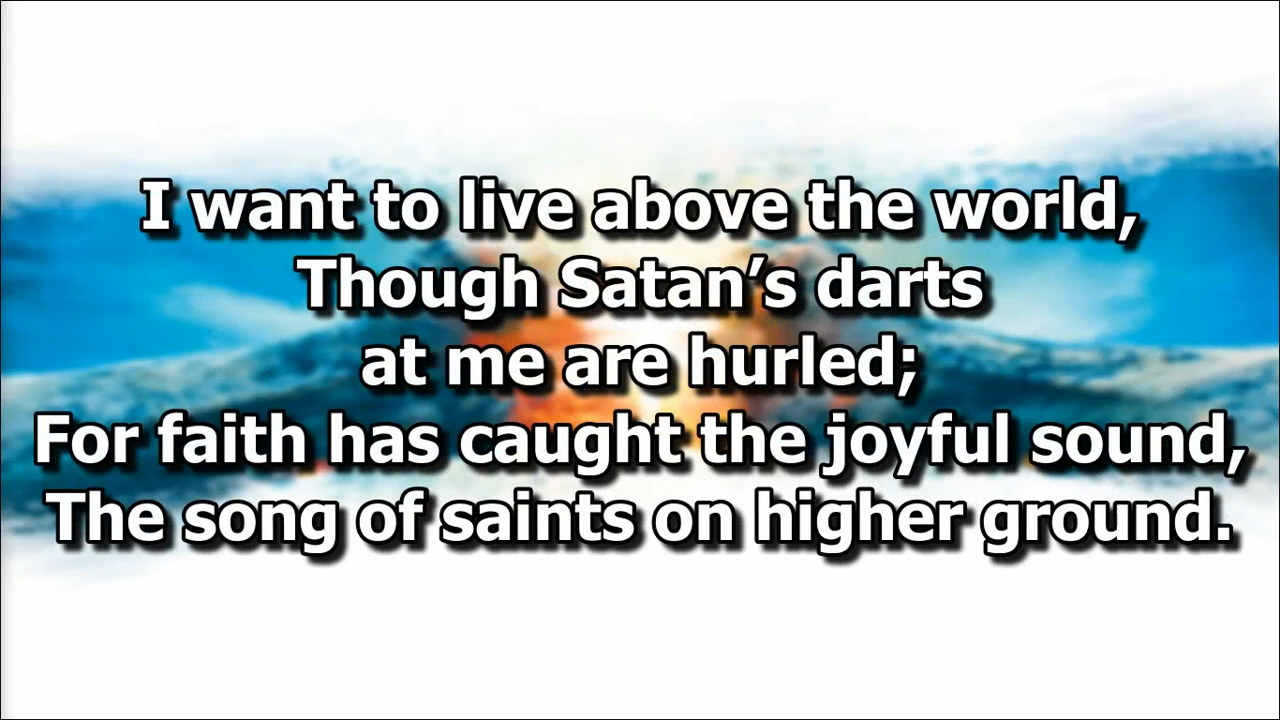 I want to live above the world,
Though Satan’s darts
at me are hurled;
For faith has caught the joyful sound,
The song of saints on higher ground.